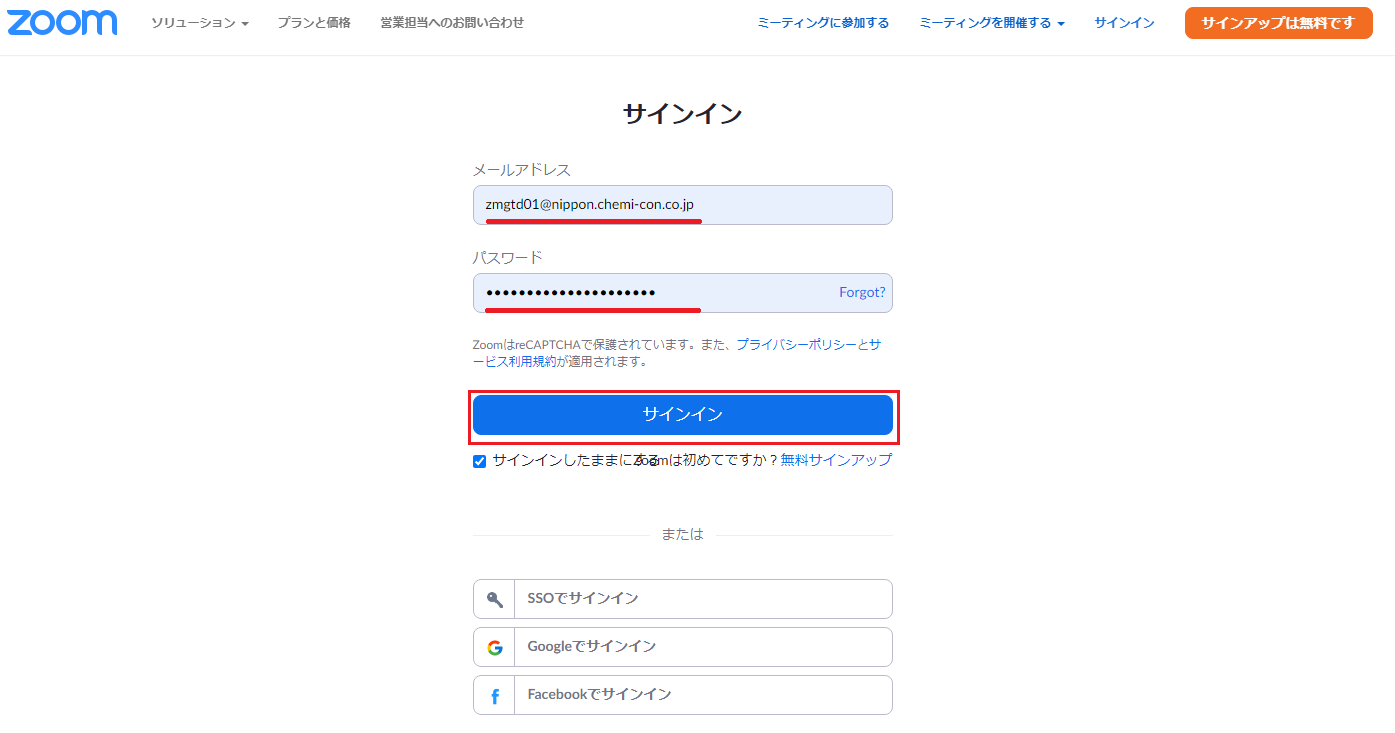 zoom ソリューション プランと価格 営業担当へのお問い合わせ ミーティングに参加する ミーティングを開催する サインイン サインアップは無料です
サインイン
メールアドレス
zmgtd01@nippon.chemi-con.co.jp
パスワード
••••••••••••••••••••• Forgot?
ZoomはreCAPTCHAで保護されています。また、プライバシーポリシーとサ
ービス利用規約が適用されます。
サインイン
サインインしたままにする Zoomは初めてですか？無料サインアップ
または
SSOでサインイン
Googleでサインイン
Facebookでサインイン